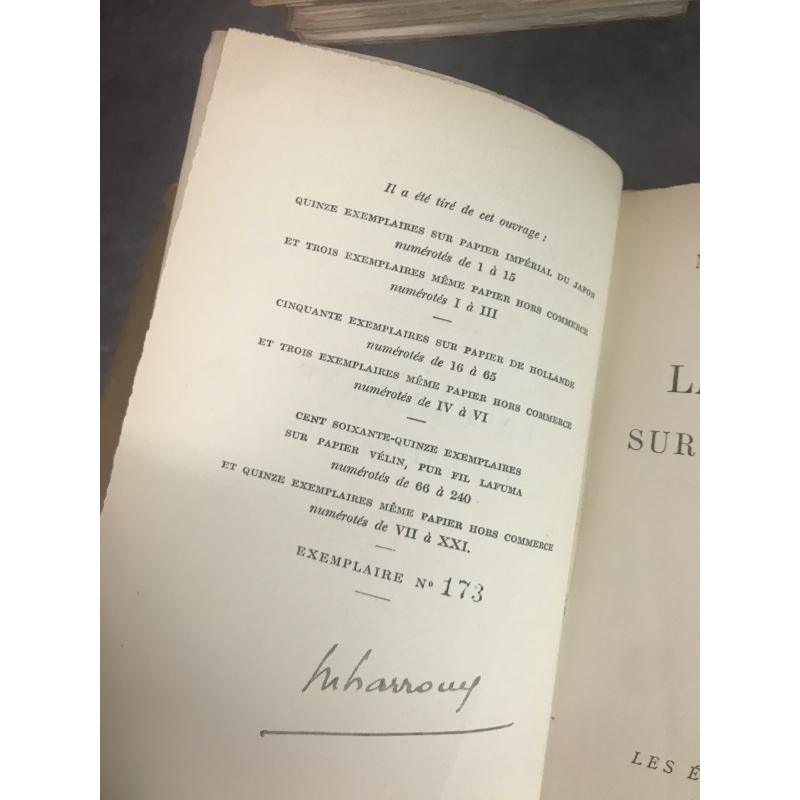 Il a été tiré de cet ouvrage :
QUINZE EXEMPLAIRES SUR PAPIER IMPÉRIAL DU JAPON
numérotés de 1 à 15
ET TROIS EXEMPLAIRES MÊME PAPIER HORS COMMERCE
numérotés I à III
CINQUANTE EXEMPLAIRES SUR PAPIER DE HOLLANDE
numérotés de 16 à 65
ET TROIS EXEMPLAIRES MÊME PAPIER HORS COMMERCE
numérotés de IV à VI
CENT SOIXANTE-QUINZE EXEMPLAIRES
SUR PAPIER VÉLIN, PUR FIL LAFUMA
numérotés de 66 à 240
ET QUINZE EXEMPLAIRES MÊME PAPIER HORS COMMERCE
numérotés de VII à XXI.
EXEMPLAIRE Nº 173
SUR
LES